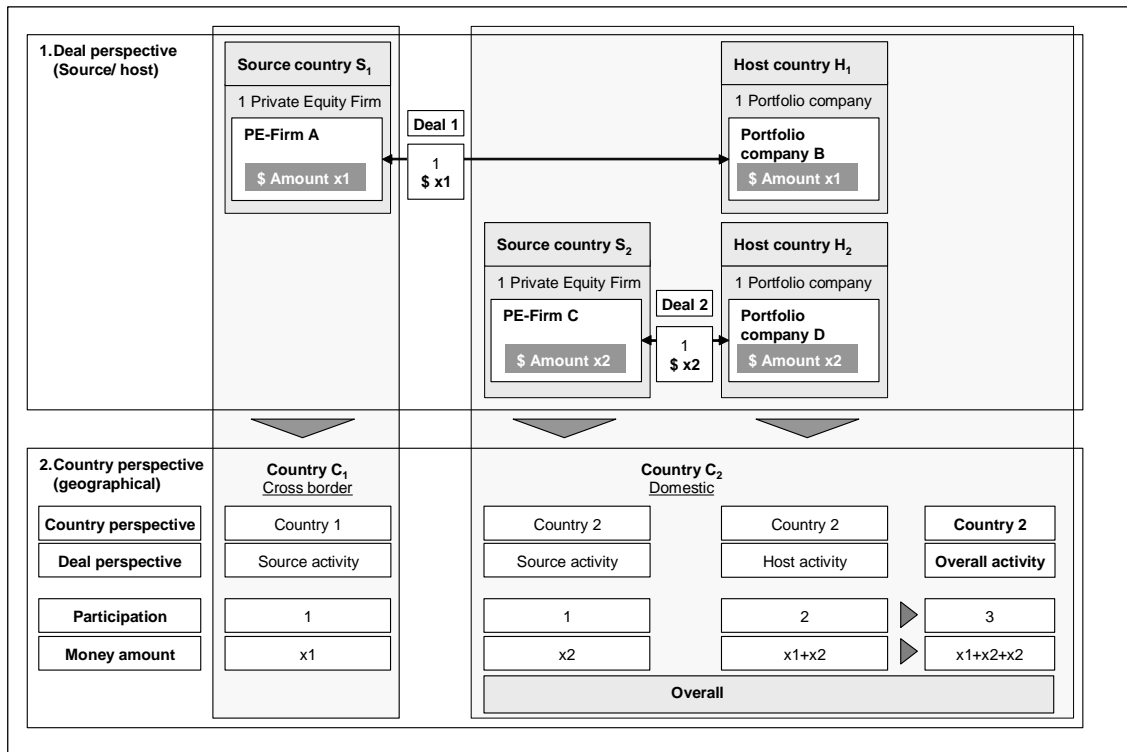 1.Deal perspective
(Source/ host)
Source country S1
Host country H1
1 Private Equity Firm
1 Portfolio company
Deal 1
PE-Firm A
Portfolio
company B
1
$ x1
$ Amount x1
$ Amount x1
Source country S2
Host country H2
1 Private Equity Firm
1 Portfolio company
Deal 2
PE-Firm C
Portfolio
company D
1
$ x2
$ Amount x2
$ Amount x2
2.Country perspective
(geographical)
Country C1
Cross border
Country C2
Domestic
Country perspective
Country 1
Country 2
Country 2
Country 2
Deal perspective
Source activity
Source activity
Host activity
Overall activity
Participation
1
1
2
3
Money amount
x1
x2
x1+x2
x1+x2+x2
Overall